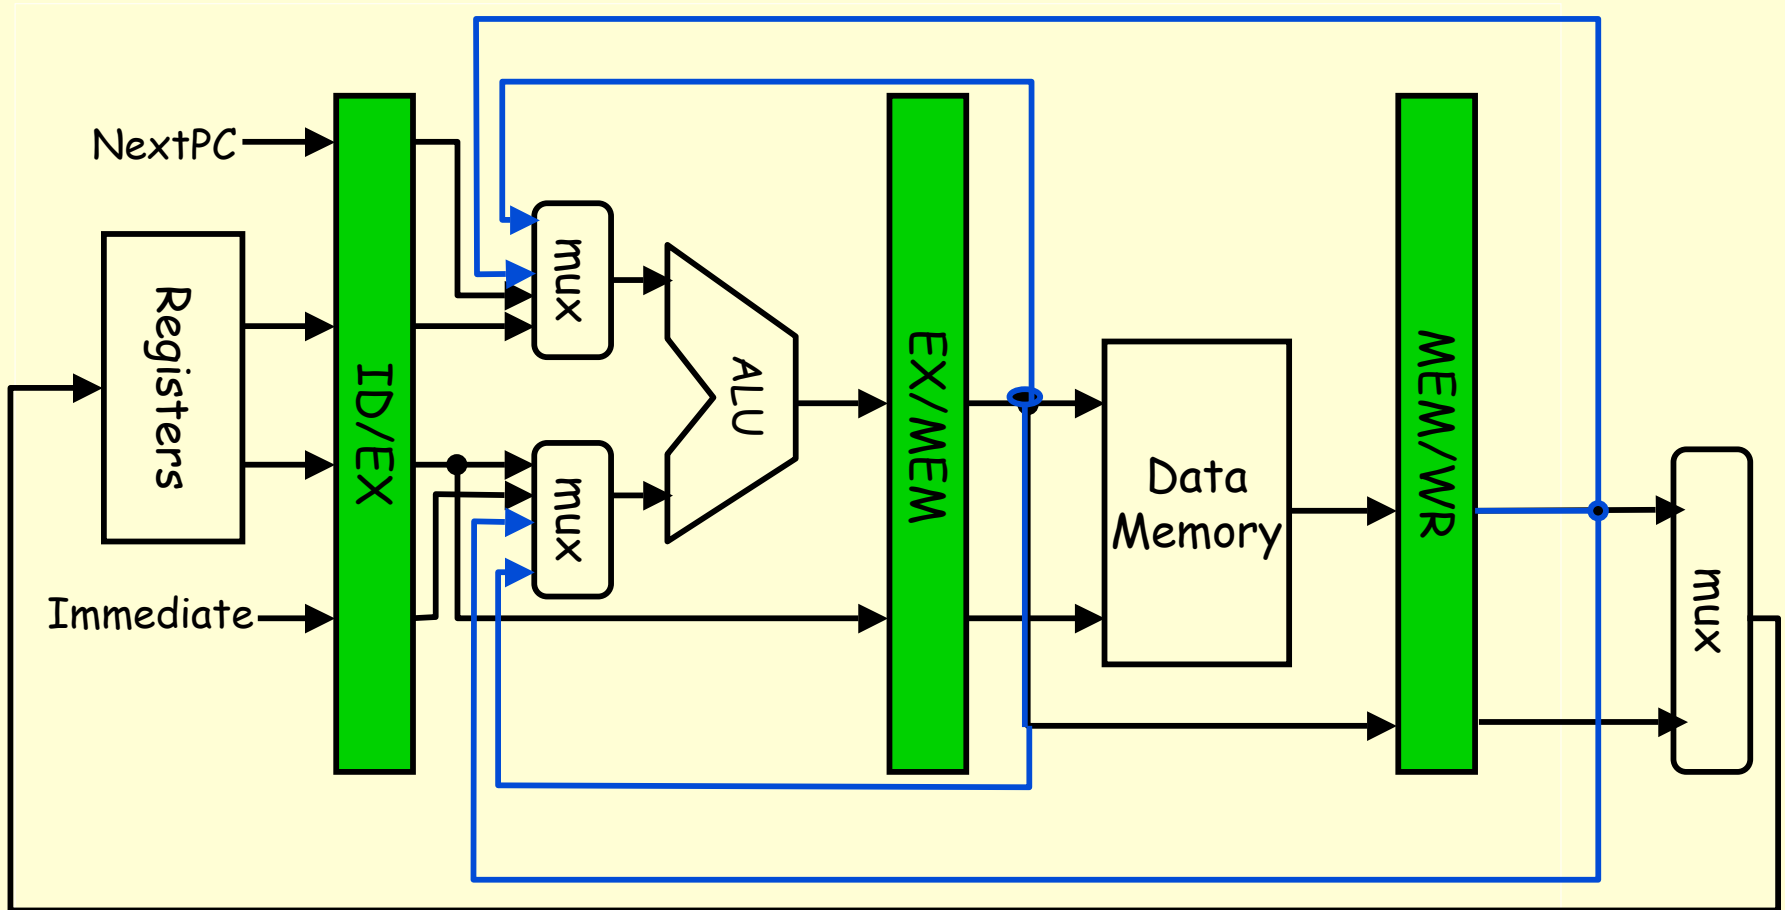 NextPC
Registers
Immediate
ID/EX
mux
mux
ALU
EX/MEM
Data
Memory
MEM/WR
mux